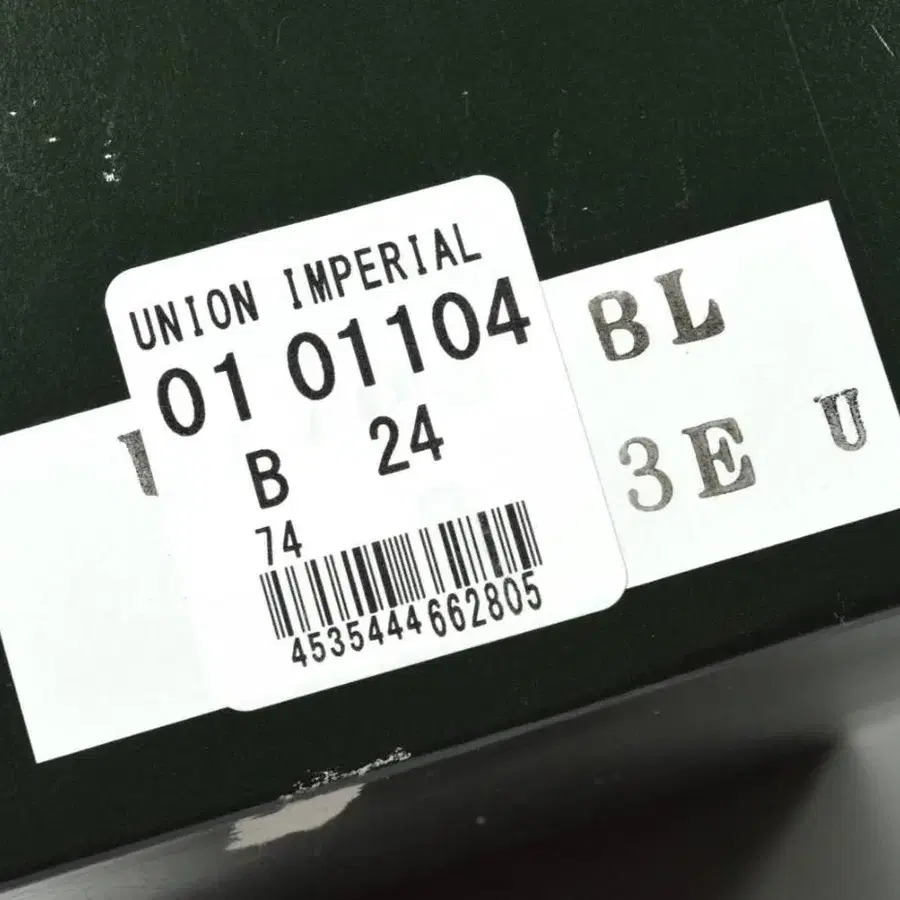 UNION IMPERIAL
01 01104
B 24
74
4535444662805
BL
3E U